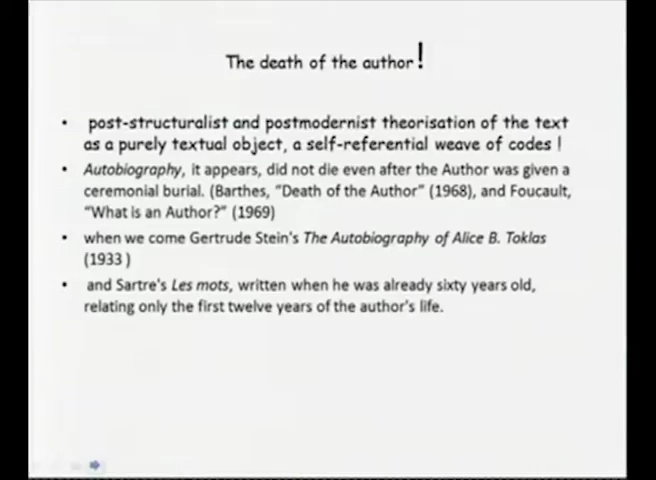 The death of the author!
• post-structuralist and postmodernist theorisation of the text
as a purely textual object, a self-referential weave of codes !
• Autobiography, it appears, did not die even after the Author was given a
ceremonial burial. (Barthes, “Death of the Author” (1968), and Foucault,
“What is an Author?” (1969)
• when we come Gertrude Stein's The Autobiography of Alice B. Toklas
(1933 )
• and Sartre's Les mots, written when he was already sixty years old,
relating only the first twelve years of the author's life.